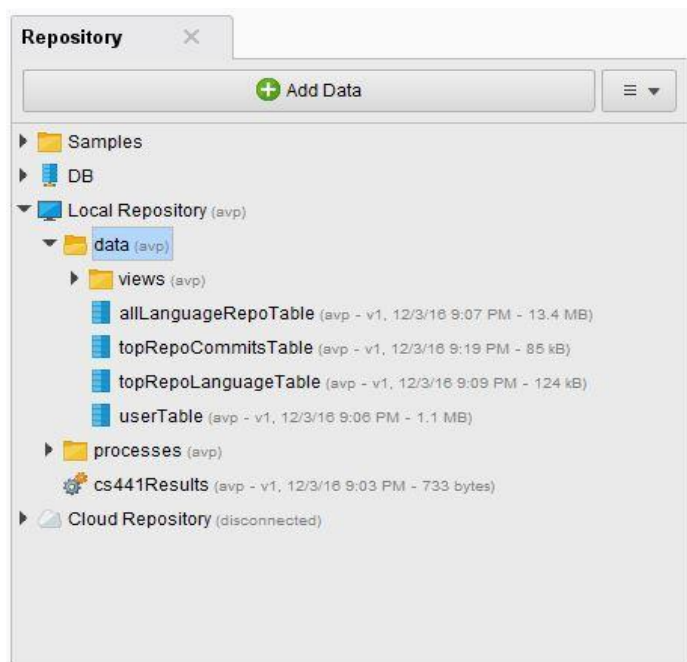 Repository
Add Data
Samples
DB
Local Repository (avp)
data (avp)
views (avp)
allLanguageRepoTable (avp - v1, 12/3/16 9:07 PM - 13.4 MB)
topRepoCommitsTable (avp - v1, 12/3/16 9:19 PM - 85 kB)
topRepoLanguageTable (avp - v1, 12/3/16 9:09 PM - 124 kB)
userTable (avp - v1, 12/3/16 9:06 PM - 1.1 MB)
processes (avp)
cs441Results (avp - v1, 12/3/16 9:03 PM - 733 bytes)
Cloud Repository (disconnected)